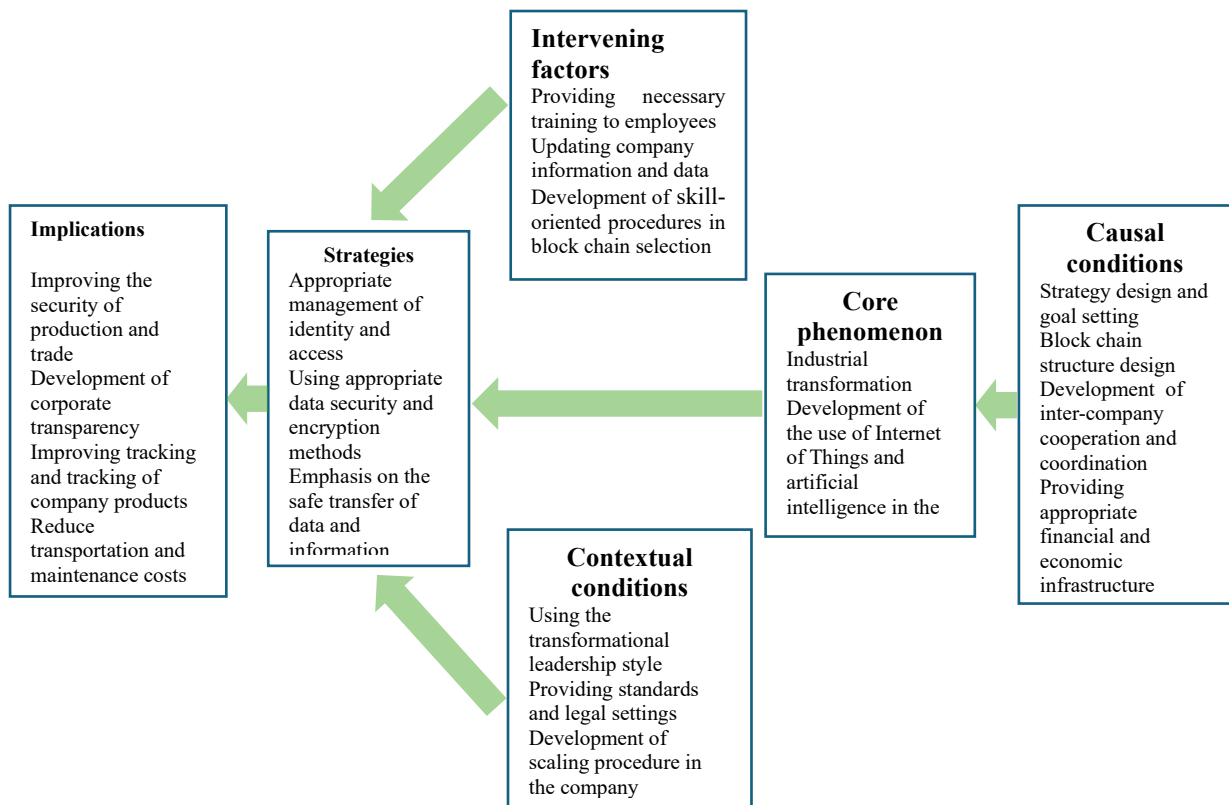 Intervening
factors
Providing necessary
training to employees
Updating company
information and data
Development of skill-
oriented procedures in
block chain selection
Implications
Improving the
security of
production and
trade
Development of
corporate
transparency
Improving tracking
and tracking of
company products
Reduce
transportation and
maintenance costs
Strategies
Appropriate
management of
identity and
access
Using appropriate
data security and
encryption
methods
Emphasis on the
safe transfer of
data and
information
Core
phenomenon
Industrial
transformation
Development of
the use of Internet
of Things and
artificial
intelligence in the
Causal
conditions
Strategy design and
goal setting
Block chain
structure design
Development of
inter-company
cooperation and
coordination
Providing
appropriate
financial and
economic
infrastructure
Contextual
conditions
Using the
transformational
leadership style
Providing standards
and legal settings
Development of
scaling procedure in
the company